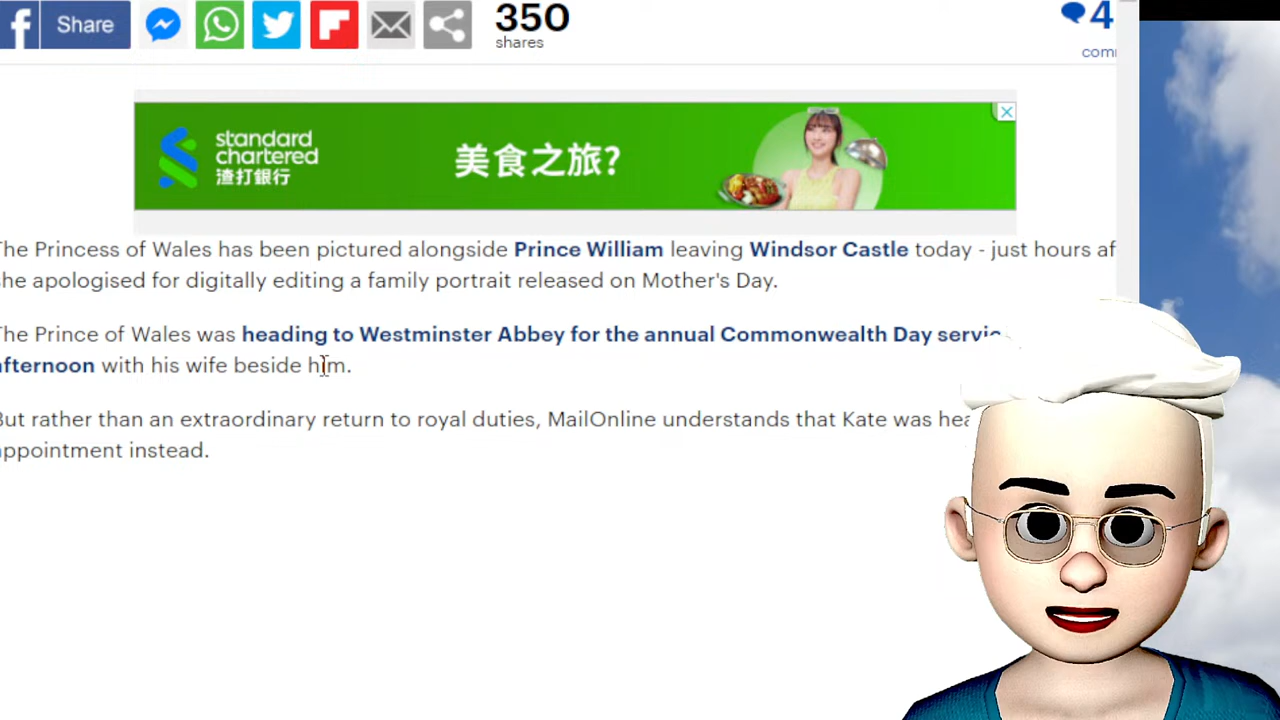 Share
350
shares
4
standard
chartered
渣打銀行
美食之旅?
The Princess of Wales has been pictured alongside Prince William leaving Windsor Castle today - just hours
she apologised for digitally editing a family portrait released on Mother's Day.
The Prince of Wales was heading to Westminster Abbey for the annual Commonwealth Day
afternoon with his wife beside him.
But rather than an extraordinary return to royal duties, MailOnline understands that Kate was
appointment instead.